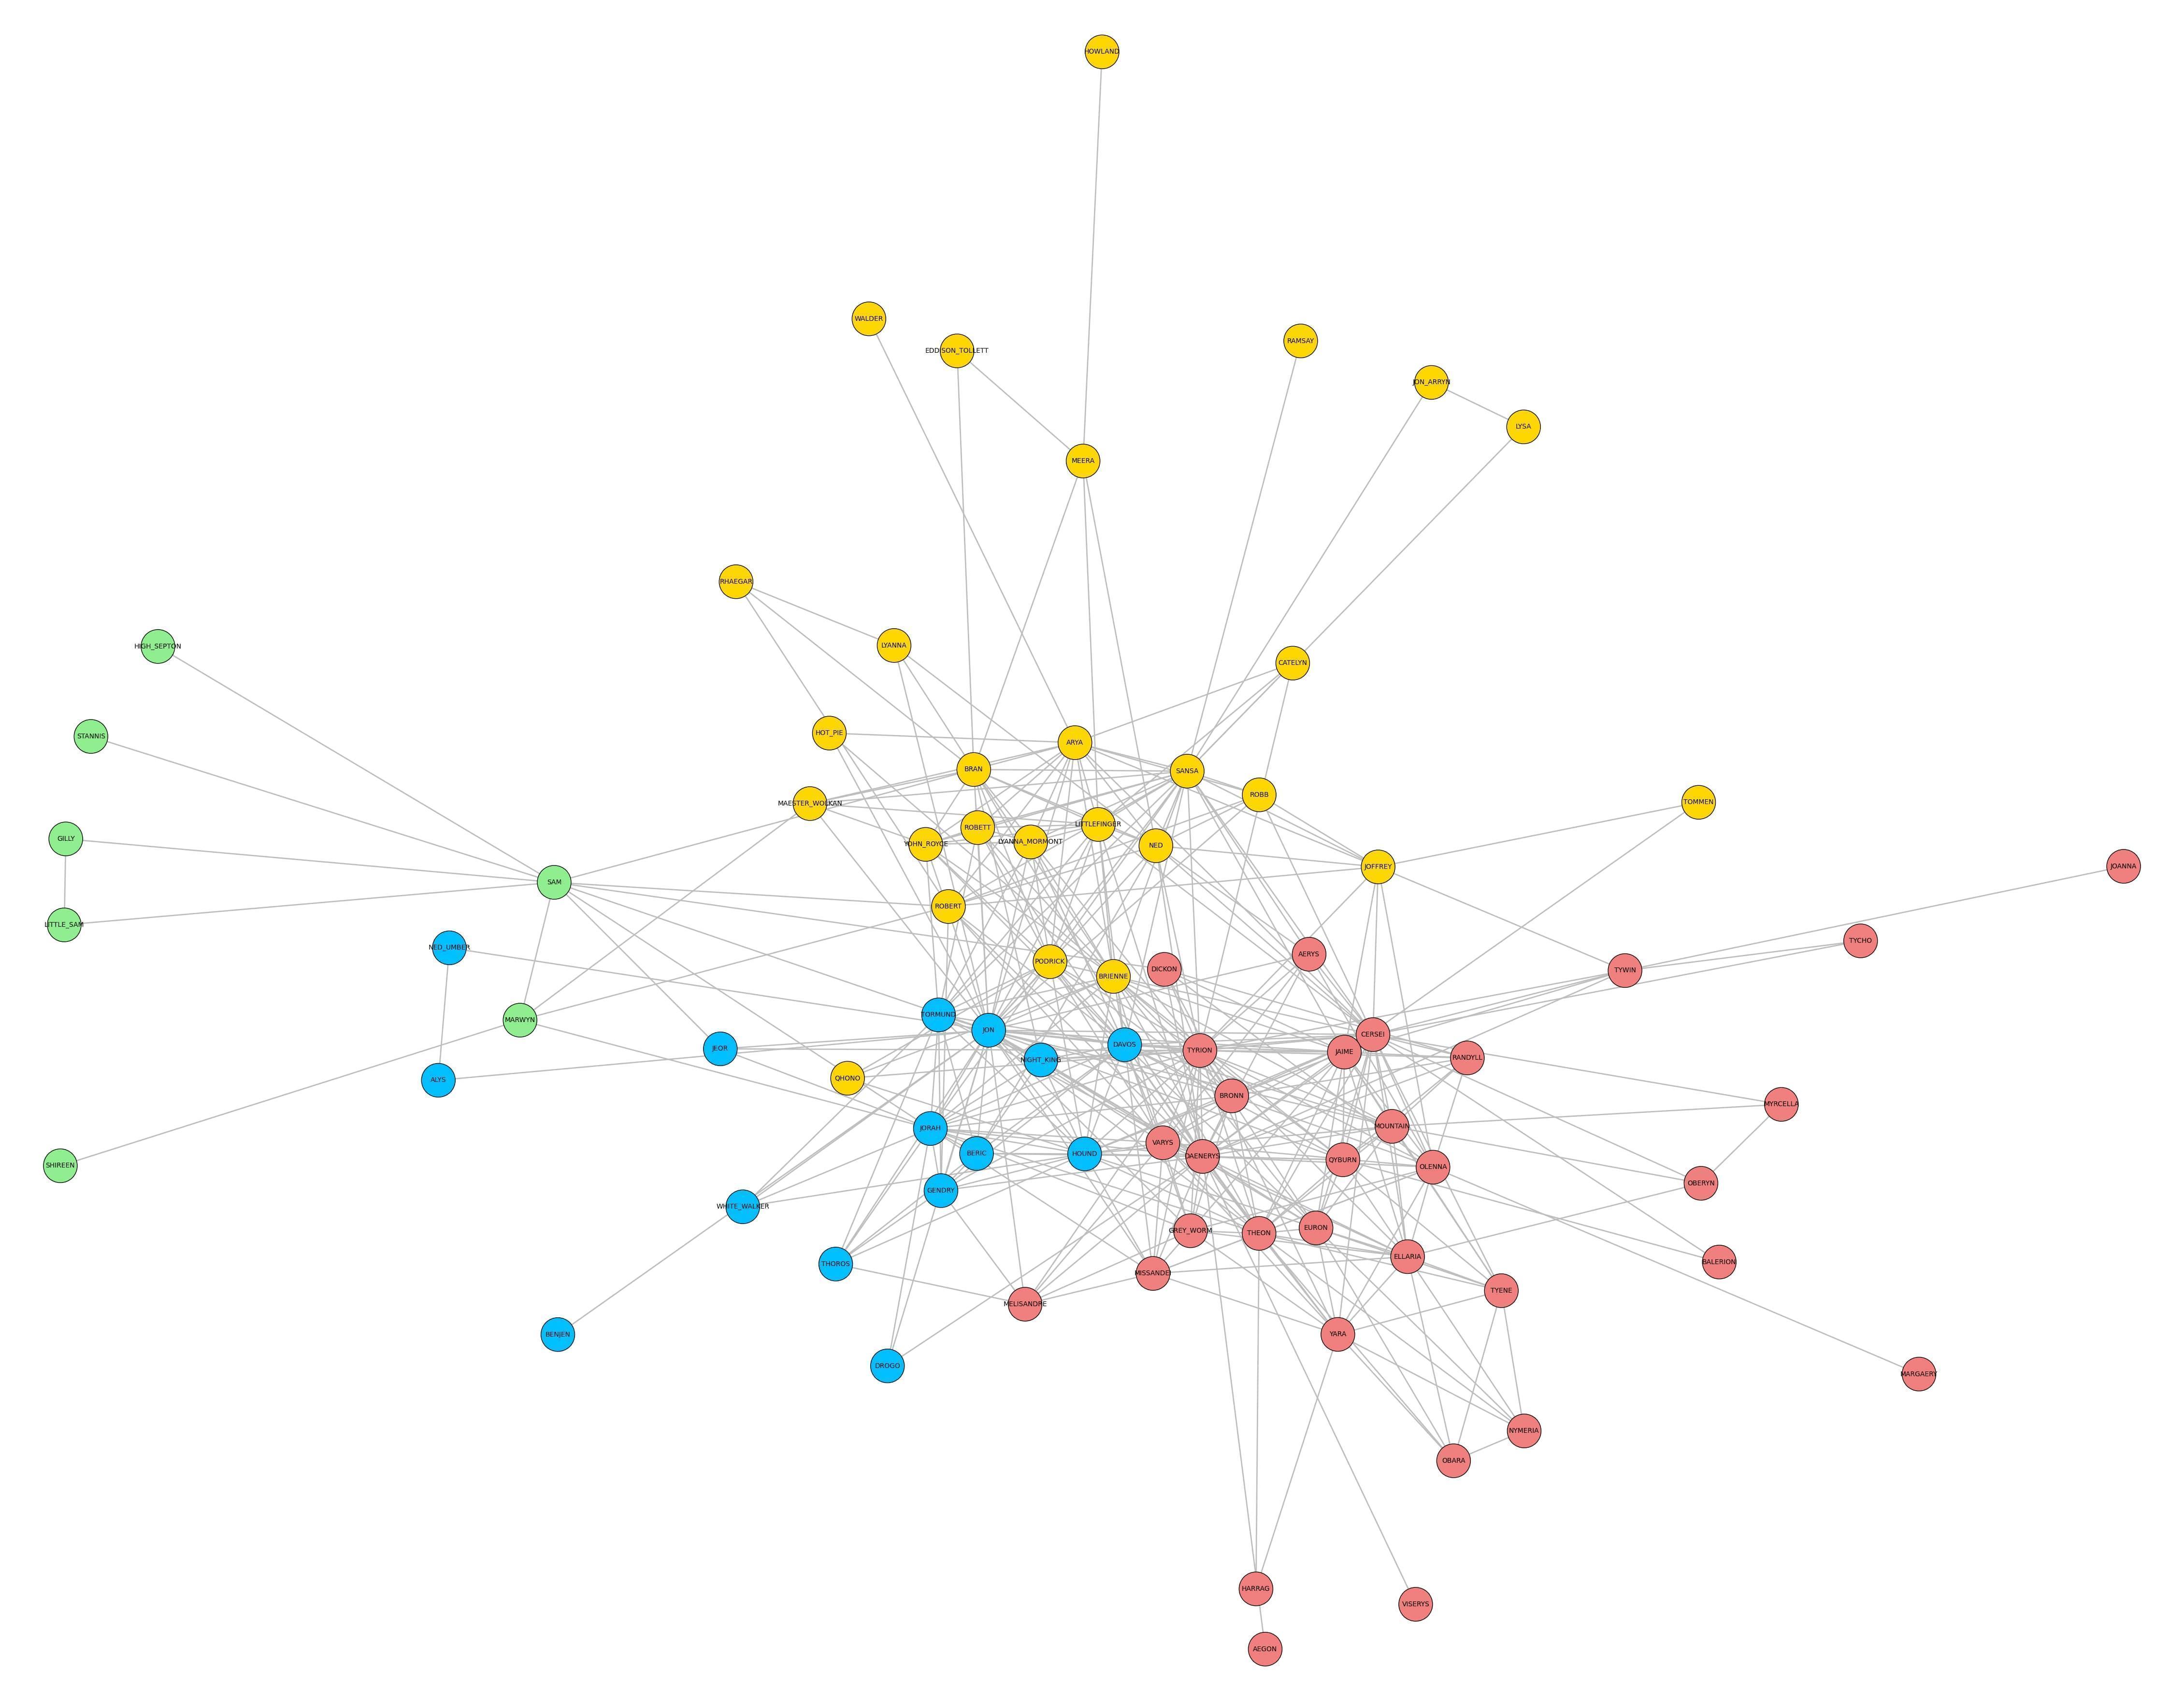 HOWLAND
WALDER
RAMSAY
EDDISON_TOLLETT
JON_ARRYN
LYSA
MEERA
RHAEGAR
LYANNA
HIGH_SEPTON
CATELYN
HOT_PIE
STANNIS
ARYA
BRAN
SANSA
ROBB
MAESTER_WOLKAN
TOMMEN
LITTLEFINGER
ROBETT
GILLY
LYANNA_MORMONT
YOHN_ROYCE
NED
JOFFREY
JOANNA
SAM
ROBERT
LITTLE_SAM
TYCHO
NED_UMBER
AERYS
PODRICK
DICKON
TYWIN
BRIENNE
TORMUND
MARWYN
JON
CERSEI
DAVOS
JEOR
TYRION
JAIME
RANDYLL
NIGHT_KING
QHONO
ALYS
BRONN
MYRCELLA
MOUNTAIN
JORAH
VARYS
BERIC
HOUND
DAENERYS
QYBURN
SHIREEN
OLENNA
OBERYN
GENDRY
WHITE_WALKER
EURON
GREY_WORM
THEON
ELLARIA
BALERION
THOROS
MISSANDEI
TYENE
MELISANDRE
BENJEN
YARA
DROGO
MARGAERY
NYMERIA
OBARA
HARRAG
VISERYS
AEGON